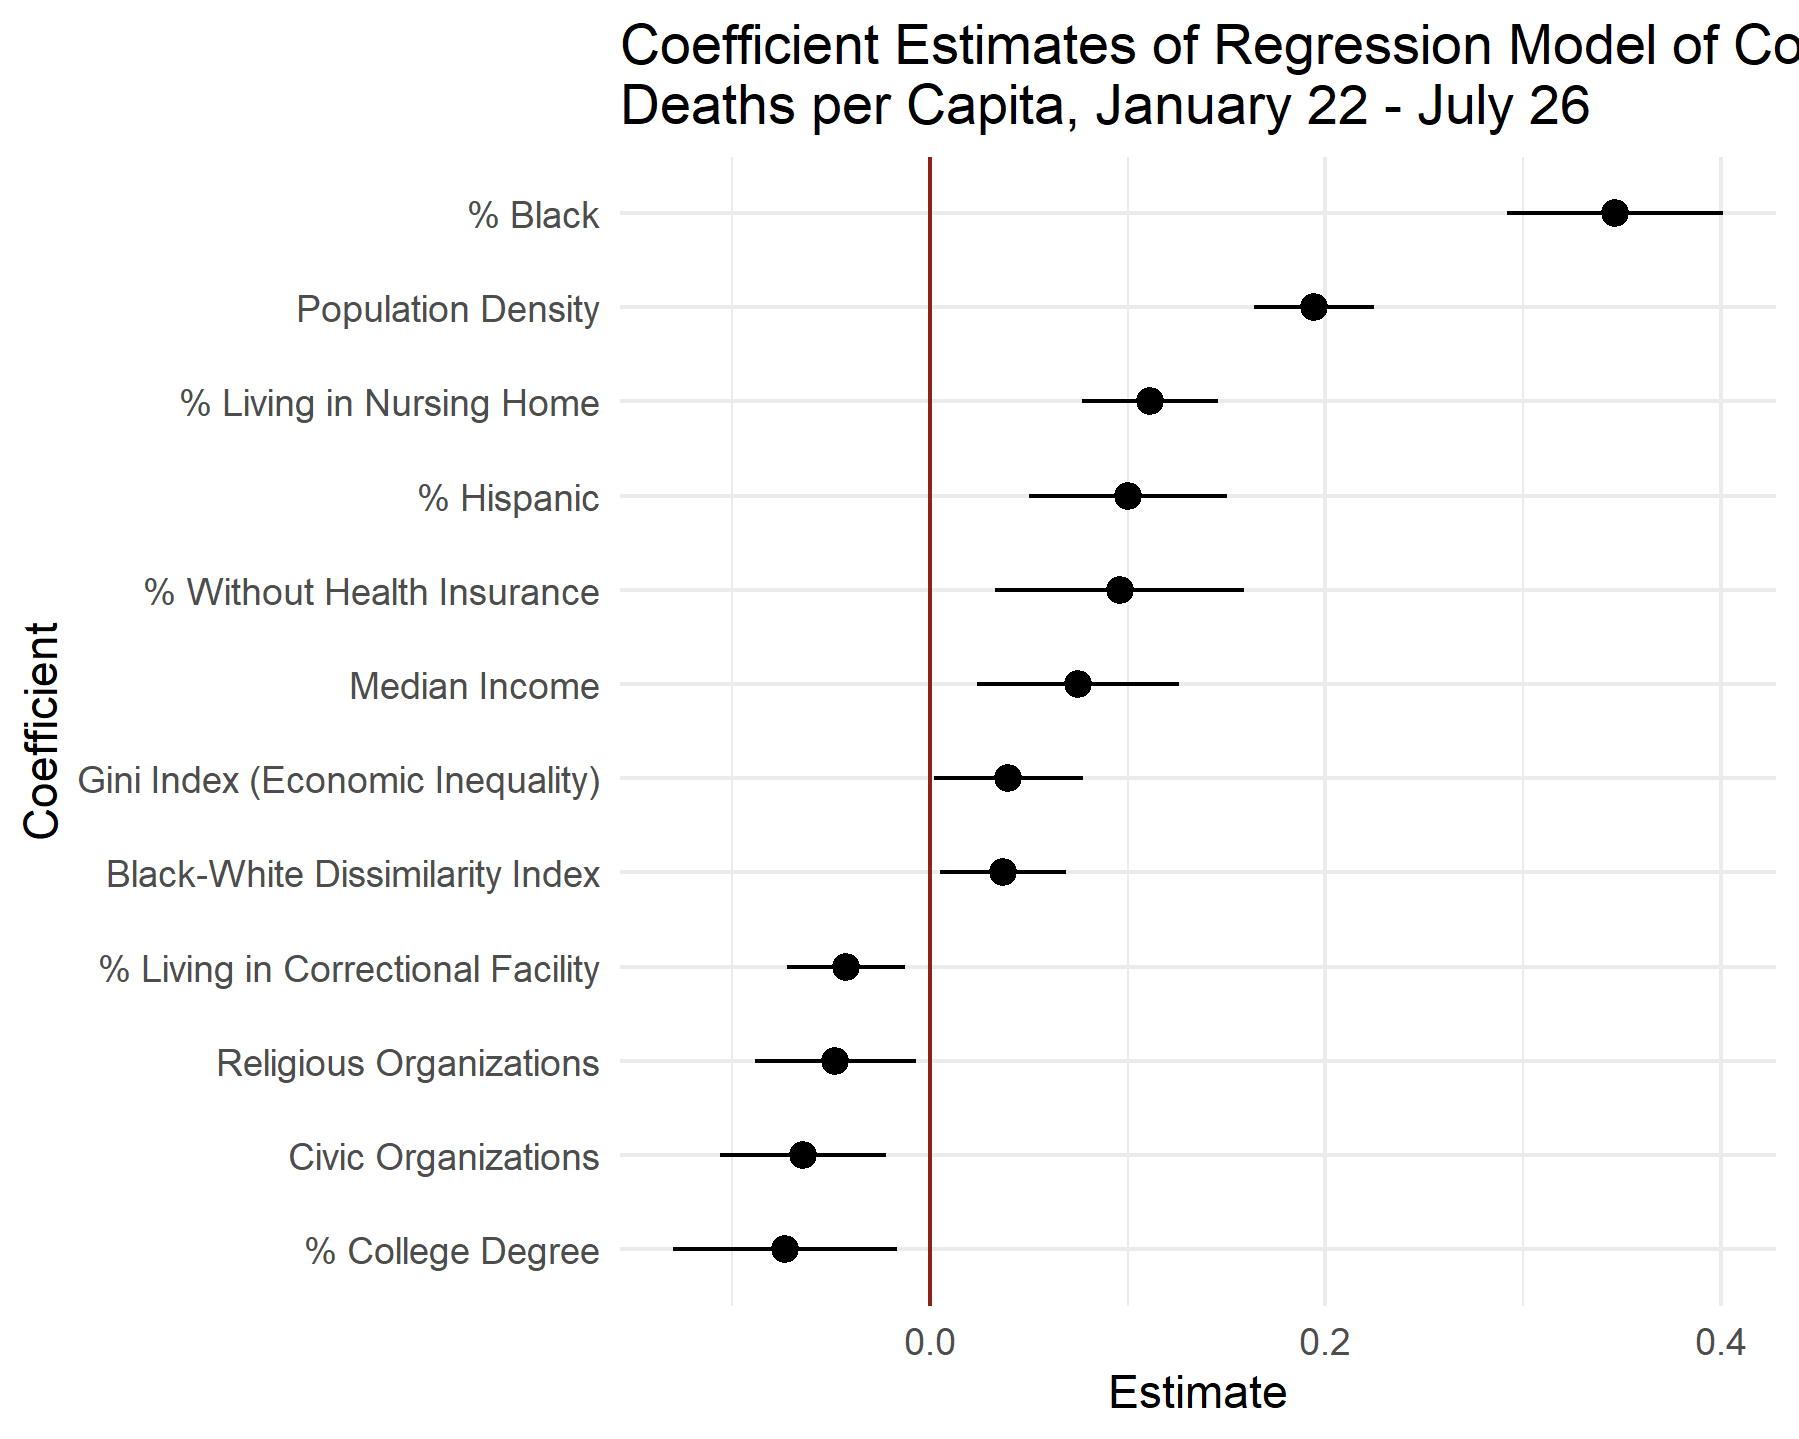 Coefficient Estimates of Regression Model of Co
Deaths per Capita, January 22 - July 26
% Black
Population Density
% Living in Nursing Home
% Hispanic
% Without Health Insurance
Median Income
Gini Index (Economic Inequality)
Black-White Dissimilarity Index
% Living in Correctional Facility
Religious Organizations
Civic Organizations
% College Degree
Coefficient
0.0 0.2 0.4
Estimate